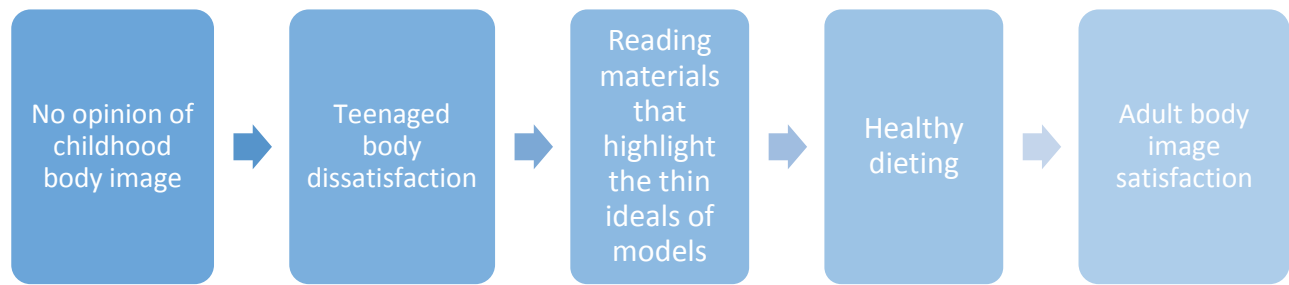 No opinion of
childhood
body image
Teenaged
body
dissatisfaction
Reading
materials
that
highlight
the thin
ideals of
models
Healthy
dieting
Adult body
image
satisfaction